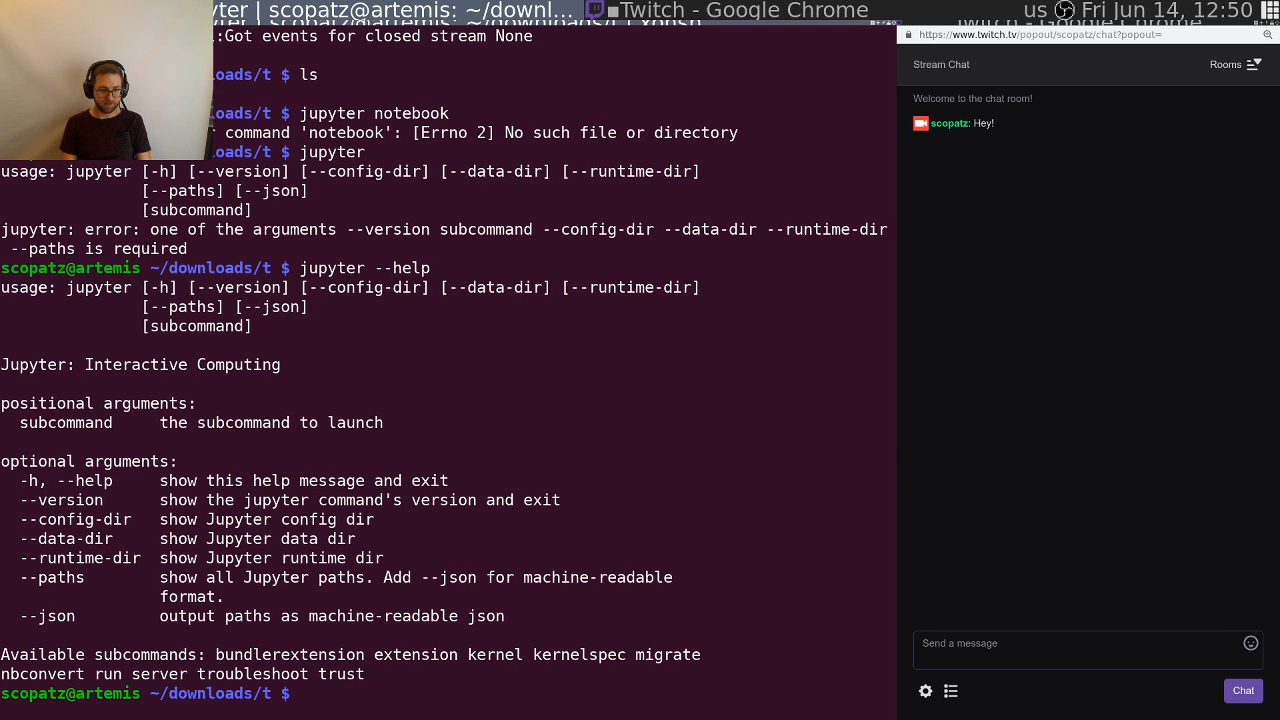 yter | scopatz@artemis: ~/downl...
Twitch - Google Chrome
us Fri Jun 14, 12:50
:Got events for closed stream None
oads/t $ ls
oads/t $ jupyter notebook
r command 'notebook': [Errno 2] No such file or directory
oads/t $ jupyter
usage: jupyter [-h] [--version] [--config-dir] [--data-dir] [--runtime-dir]
[--paths] [--json]
[subcommand]
jupyter: error: one of the arguments --version subcommand --config-dir --data-dir --runtime-dir
--paths is required
scopatz@artemis ~/downloads/t $ jupyter --help
usage: jupyter [-h] [--version] [--config-dir] [--data-dir] [--runtime-dir]
[--paths] [--json]
[subcommand]
Jupyter: Interactive Computing
positional arguments:
subcommand the subcommand to launch
optional arguments:
-h, --help show this help message and exit
--version show the jupyter command's version and exit
--config-dir show Jupyter config dir
--data-dir show Jupyter data dir
--runtime-dir show Jupyter runtime dir
--paths show all Jupyter paths. Add --json for machine-readable
format.
--json output paths as machine-readable json
Available subcommands: bundlerextension extension kernel kernelspec migrate
nbconvert run server troubleshoot trust
scopatz@artemis ~/downloads/t $
https://www.twitch.tv/popout/scopatz/chat?popout=
Stream Chat
Rooms
Welcome to the chat room!
scopatz: Hey!
Send a message
Chat